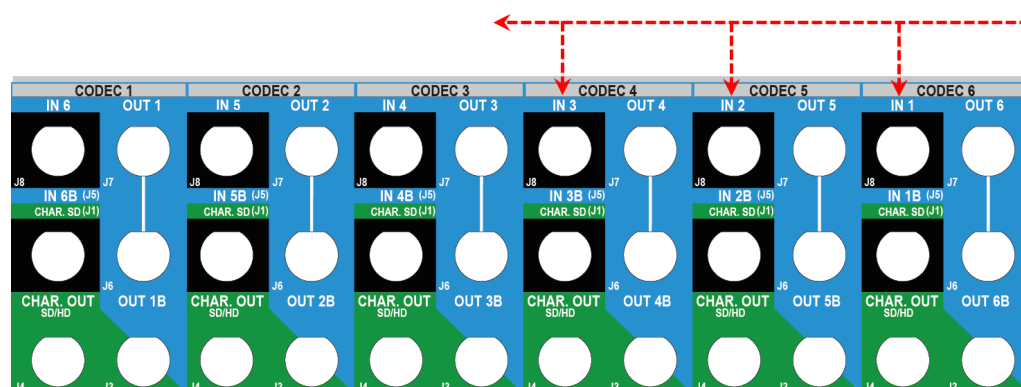 CODEC 1 CODEC 2 CODEC 3 CODEC 4 CODEC 5 CODEC 6
IN 6 OUT 1 IN 5 OUT 2 IN 4 OUT 3 IN 3 OUT 4 IN 2 OUT 5 IN 1 OUT 6
J8 J7 J8 J7 J8 J7 J8 J7 J8 J7 J8 J7
IN 6B (J5) IN 5B (J5) IN 4B (J5) IN 3B (J5) IN 2B (J5) IN 1B (J5)
CHAR. SD (J1) CHAR. SD (J1) CHAR. SD (J1) CHAR. SD (J1) CHAR. SD (J1) CHAR. SD (J1)
J6 J6 J6 J6 J6 J6
CHAR. OUT OUT 1B CHAR. OUT OUT 2B CHAR. OUT OUT 3B CHAR. OUT OUT 4B CHAR. OUT OUT 5B CHAR. OUT OUT 6B
SD/HD SD/HD SD/HD SD/HD SD/HD SD/HD